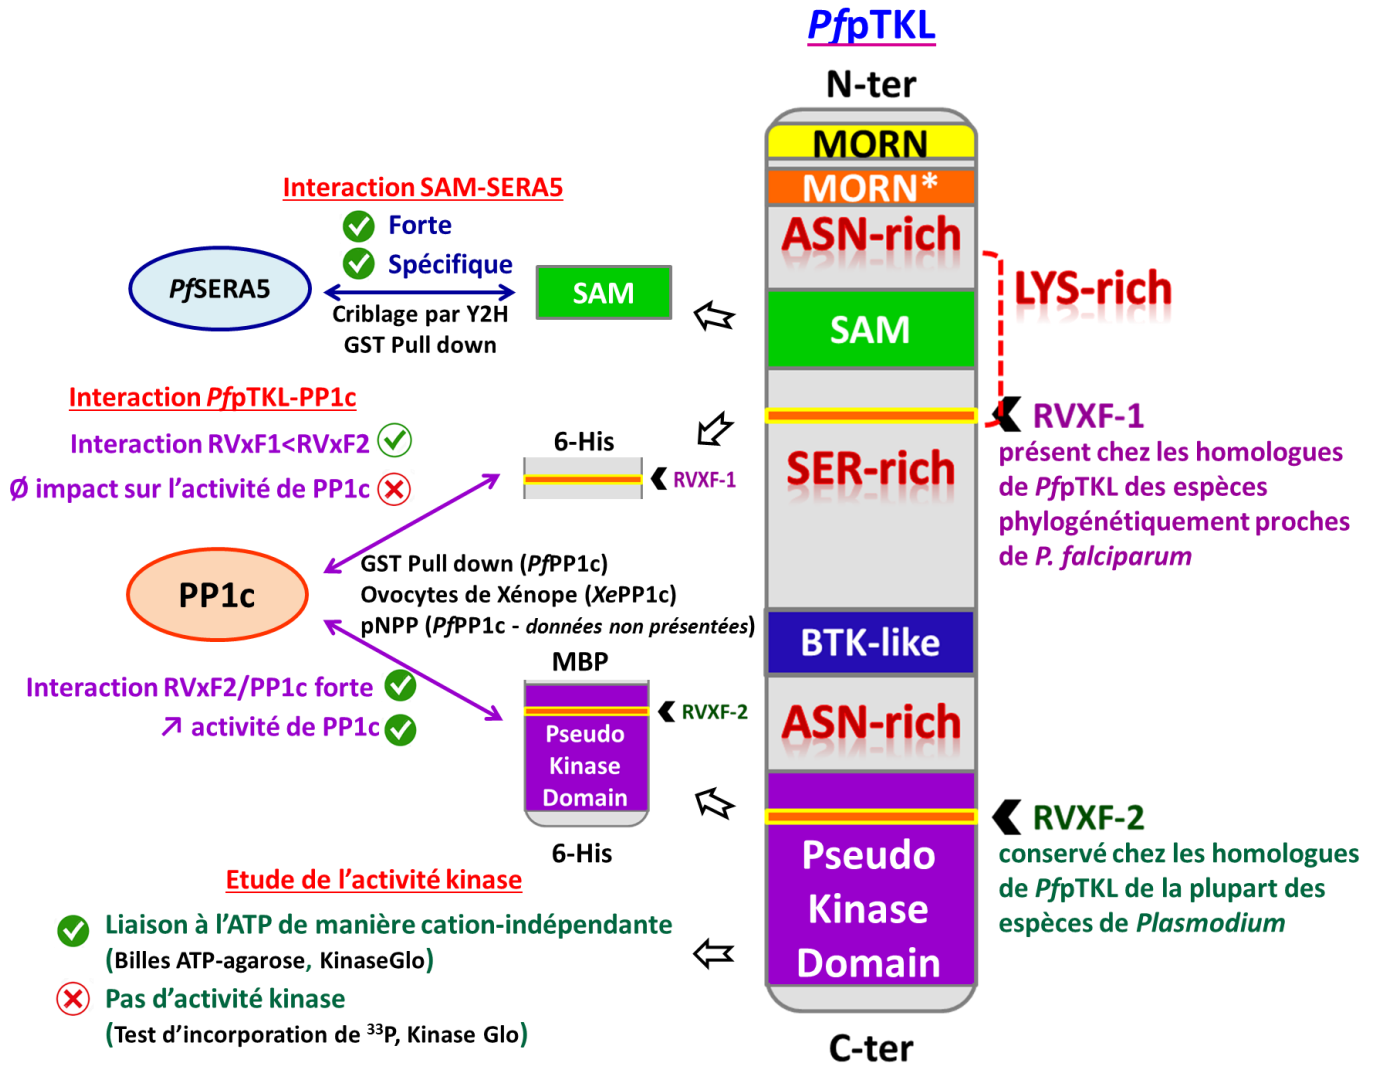 PfpTKL
N-ter
MORN
MORN*
ASN-rich
LYS-rich
SAM
RVXF-1
présent chez les homologues
de PfpTKL des espèces
phylogénétiquement proches
de P. falciparum
SER-rich
BTK-like
ASN-rich
RVXF-2
conservé chez les homologues
de PfpTKL de la plupart des
espèces de Plasmodium
Pseudo
Kinase
Domain
C-ter
Interaction SAM-SERA5
Forte
Spécifique
PfSERA5
SAM
Criblage par Y2H
GST Pull down
Interaction PfpTKL-PP1c
Interaction RVxF1<RVxF2
Ø impact sur l'activité de PP1c
6-His
RVXF-1
PP1c
GST Pull down (PfPP1c)
Ovocytes de Xénope (XePP1c)
pNPP (PfPP1c - données non présentées)
MBP
Interaction RVxF2/PP1c forte
↗ activité de PP1c
RVXF-2
Pseudo
Kinase
Domain
6-His
Etude de l'activité kinase
Liaison à l'ATP de manière cation-indépendante
(Billes ATP-agarose, KinaseGlo)
Pas d'activité kinase
(Test d'incorporation de ³³P, Kinase Glo)